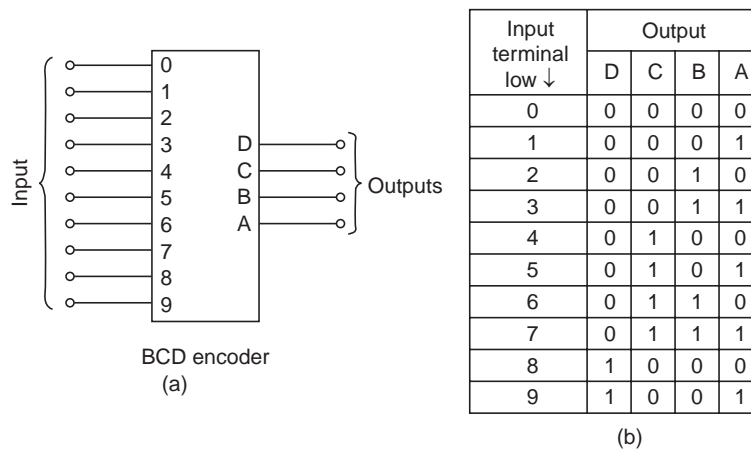 Input
0
1
2
3
4
5
6
7
8
9
D
C
B
A
Outputs
BCD encoder
(a)
Input terminal low ↓ Output
D C B A
0 0 0 0 0
1 0 0 0 1
2 0 0 1 0
3 0 0 1 1
4 0 1 0 0
5 0 1 0 1
6 0 1 1 0
7 0 1 1 1
8 1 0 0 0
9 1 0 0 1
(b)